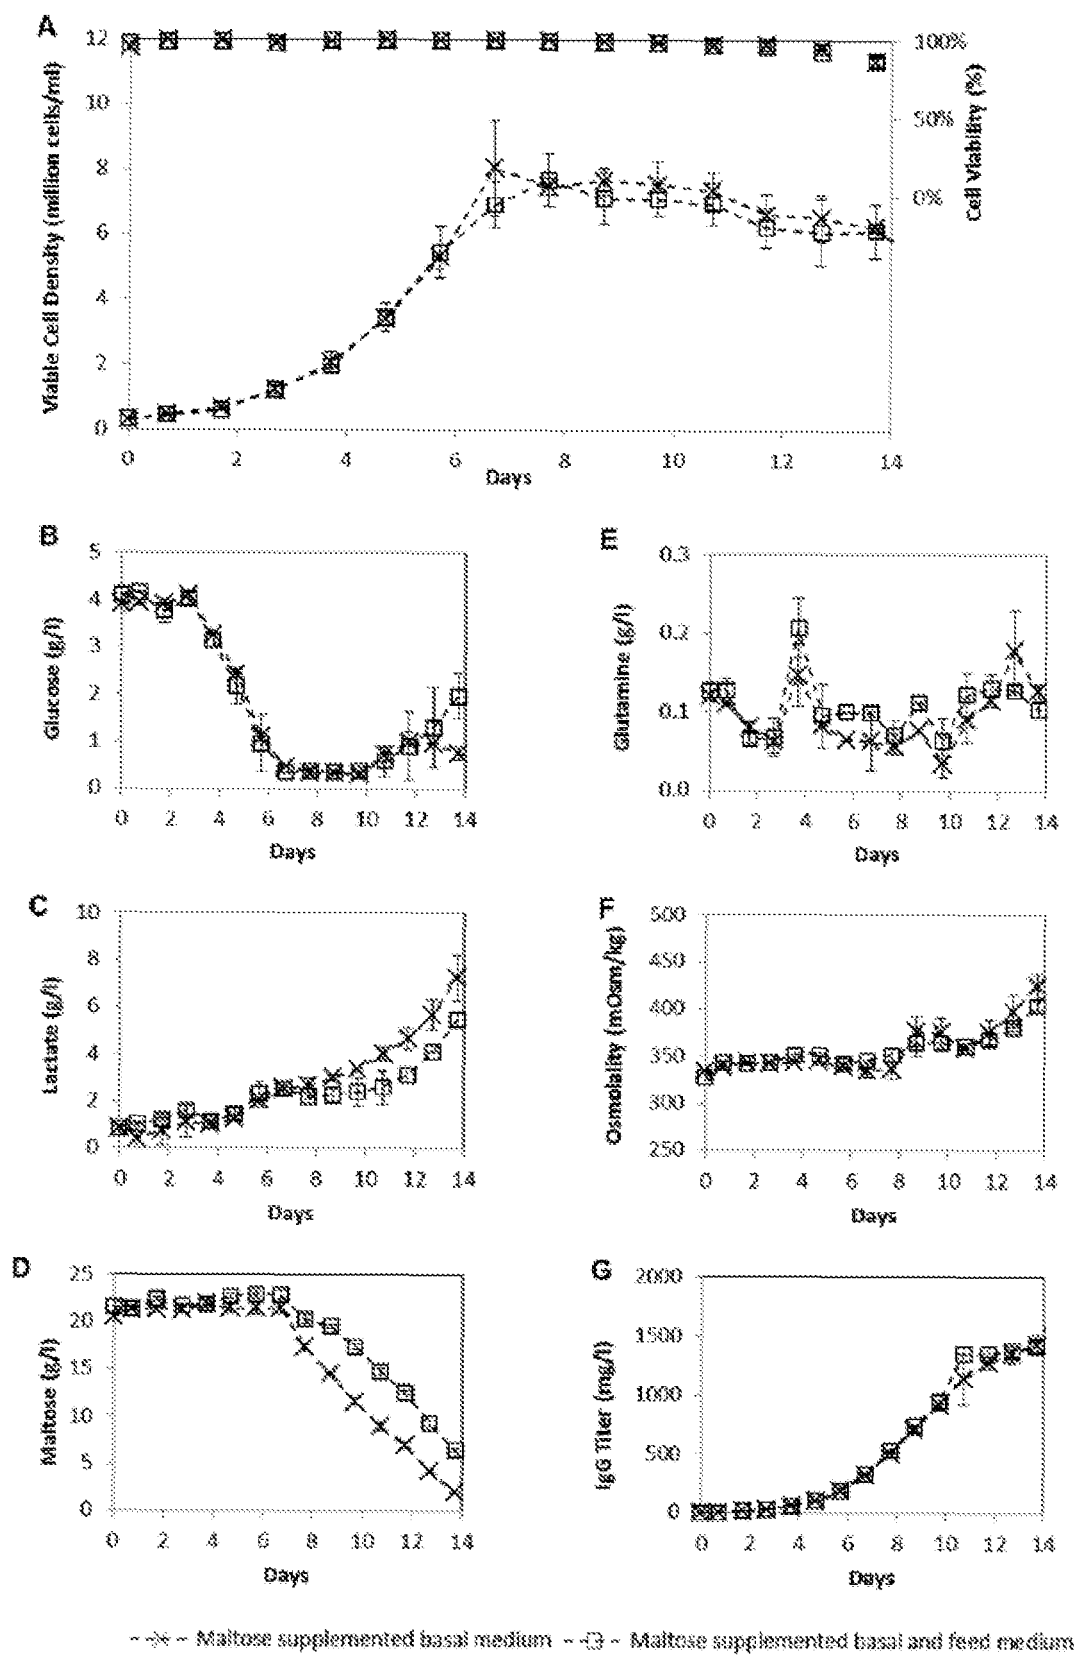 A
12
10
8
6
4
2
0
Viable Cell Density (million cells/ml)
100%
50%
0%
Cell Viability (%)
0 2 4 6 8 10 12 14
Days
B
5
4
3
2
1
0
Glucose (g/l)
0 2 4 6 8 10 12 14
Days
E
0.3
0.2
0.1
0.0
Glutamine (g/l)
0 2 4 6 8 10 12 14
Days
C
10
8
6
4
2
0
Lactate (g/l)
0 2 4 6 8 10 12 14
Days
F
500
450
400
350
300
250
Osmolality (mOsm/kg)
0 2 4 6 8 10 12 14
Days
D
25
20
15
10
5
0
Maltose (g/l)
0 2 4 6 8 10 12 14
Days
G
2000
1500
1000
500
0
IgG Titer (mg/l)
0 2 4 6 8 10 12 14
Days
Maltose supplemented basal medium
Maltose supplemented basal and feed medium